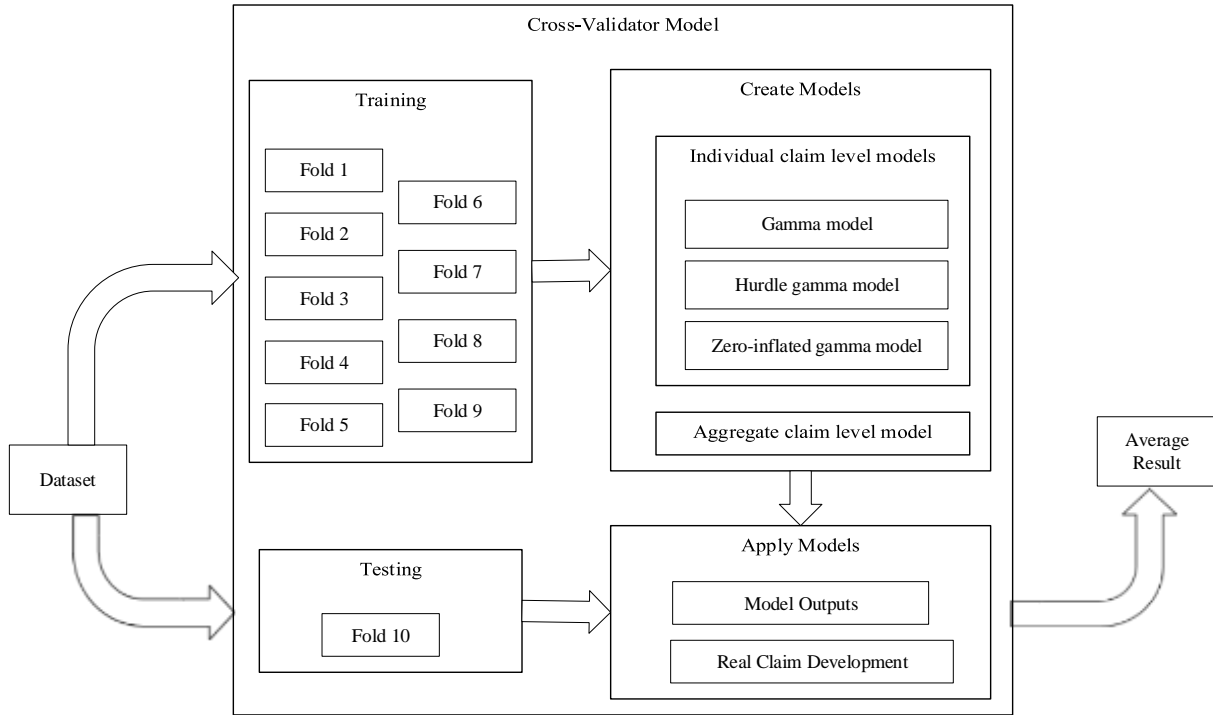 Cross-Validator Model
Training
Fold 1
Fold 2
Fold 3
Fold 4
Fold 5
Fold 6
Fold 7
Fold 8
Fold 9
Create Models
Individual claim level models
Gamma model
Hurdle gamma model
Zero-inflated gamma model
Aggregate claim level model
Dataset
Testing
Fold 10
Apply Models
Model Outputs
Real Claim Development
Average
Result